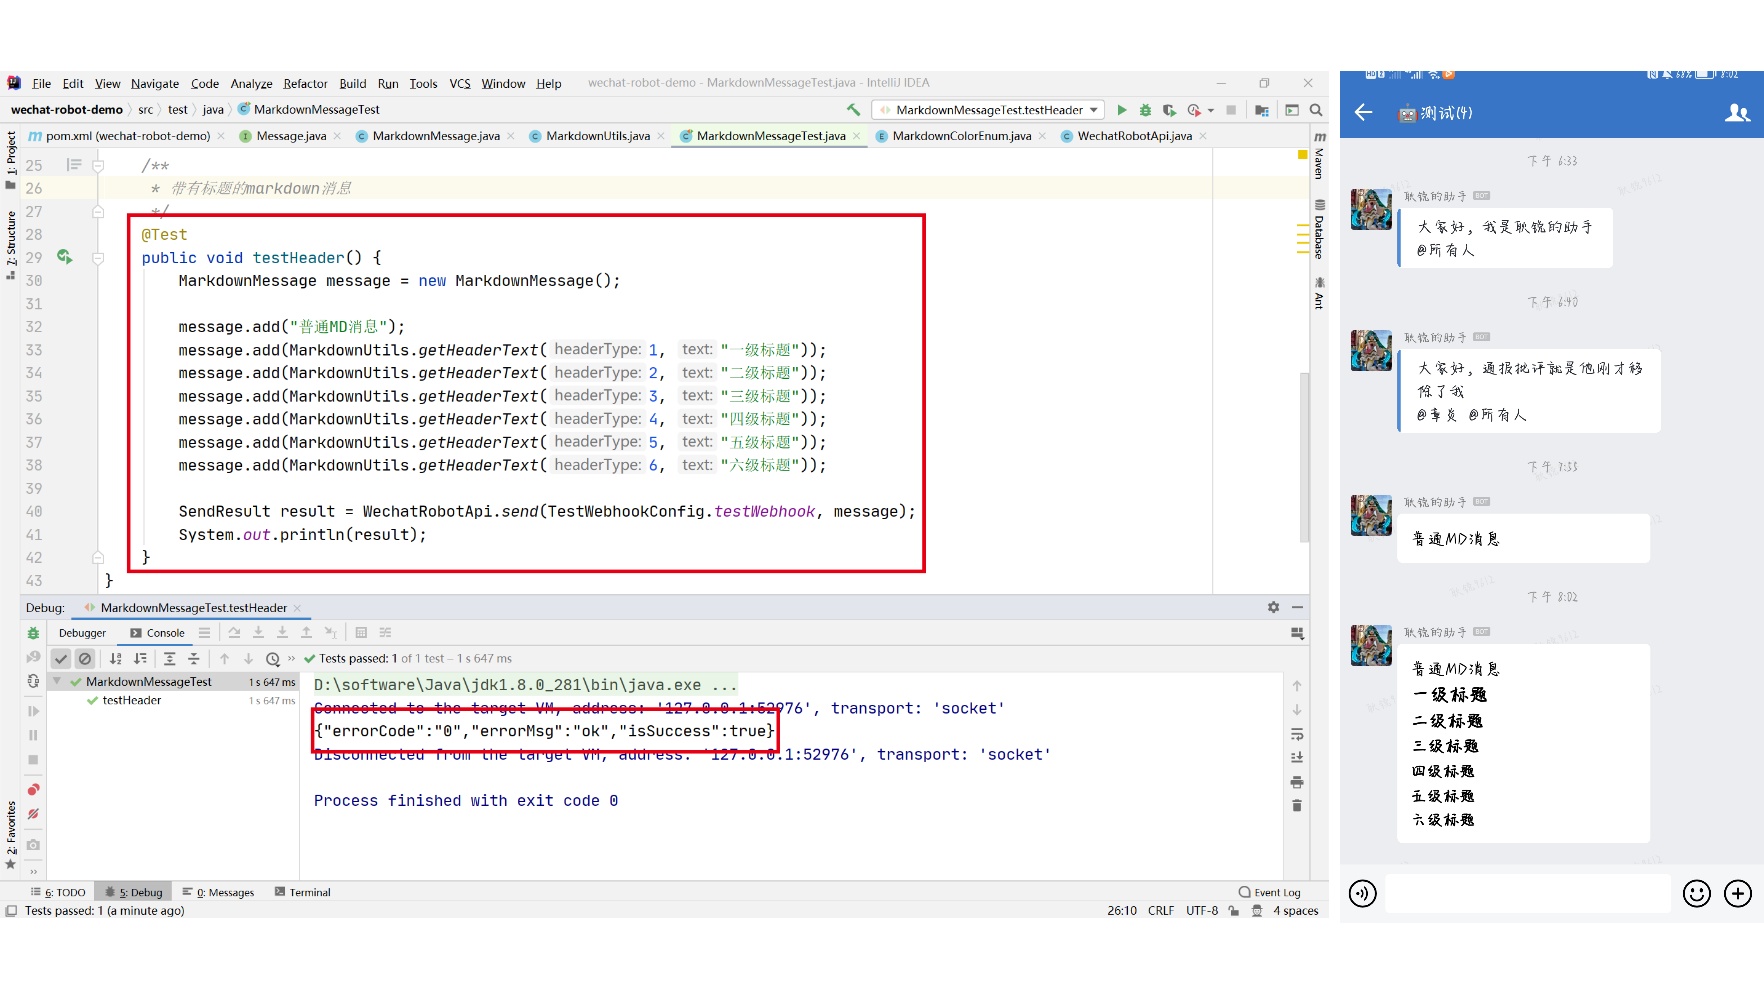 File Edit View Navigate Code Analyze Refactor Build Run Tools VCS Window Help wechat-robot-demo - MarkdownMessageTest.java - IntelliJ IDEA
wechat-robot-demo src test java MarkdownMessageTest MarkdownMessageTest.testHeader
pom.xml (wechat-robot-demo) Message.java MarkdownMessage.java MarkdownUtils.java MarkdownMessageTest.java MarkdownColorEnum.java WechatRobotApi.java
1: Project
7: Structure
2: Favorites
Maven
Database
Ant
25 /**
26 * 带有标题的markdown消息
27 */
28 @Test
29 public void testHeader() {
30 MarkdownMessage message = new MarkdownMessage();
31
32 message.add("普通MD消息");
33 message.add(MarkdownUtils.getHeaderText( headerType: 1, text: "一级标题"));
34 message.add(MarkdownUtils.getHeaderText( headerType: 2, text: "二级标题"));
35 message.add(MarkdownUtils.getHeaderText( headerType: 3, text: "三级标题"));
36 message.add(MarkdownUtils.getHeaderText( headerType: 4, text: "四级标题"));
37 message.add(MarkdownUtils.getHeaderText( headerType: 5, text: "五级标题"));
38 message.add(MarkdownUtils.getHeaderText( headerType: 6, text: "六级标题"));
39
40 SendResult result = WechatRobotApi.send(TestWebhookConfig.testWebhook, message);
41 System.out.println(result);
42 }
43 }
Debug: MarkdownMessageTest.testHeader
Debugger Console
Tests passed: 1 of 1 test – 1 s 647 ms
MarkdownMessageTest 1 s 647 ms
testHeader 1 s 647 ms
D:\software\Java\jdk1.8.0_281\bin\java.exe ...
Connected to the target VM, address: '127.0.0.1:52976', transport: 'socket'
{"errorCode":"0","errorMsg":"ok","isSuccess":true}
Disconnected from the target VM, address: '127.0.0.1:52976', transport: 'socket'
Process finished with exit code 0
6: TODO 5: Debug 0: Messages Terminal Event Log
Tests passed: 1 (a minute ago) 26:10 CRLF UTF-8 4 spaces
68% 8:02
测试(4)
下午 6:33
耿铳的助手 BOT
大家好，我是耿铳的助手
@所有人
下午 6:40
耿铳的助手 BOT
大家好，通报批评就是他刚才移
除了我
@所有人
下午 7:55
耿铳的助手 BOT
普通MD消息
下午 8:02
耿铳的助手 BOT
普通MD消息
一级标题
二级标题
三级标题
四级标题
五级标题
六级标题